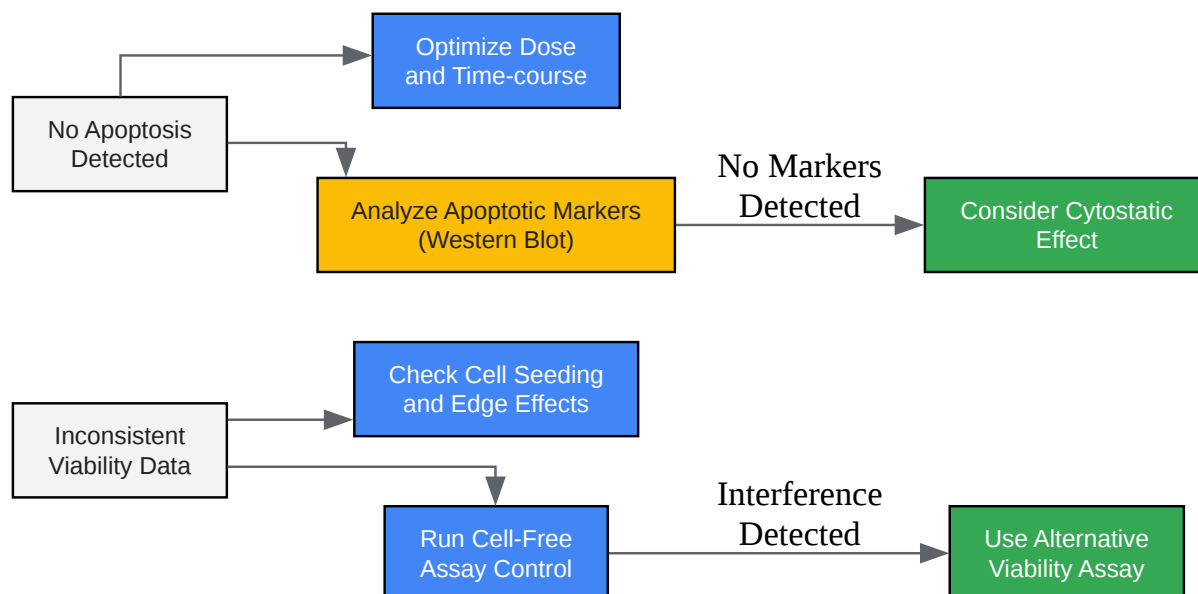 Optimize Dose
and Time-course
No Apoptosis
Detected
Analyze Apoptotic Markers
(Western Blot)
No Markers
Detected
Consider Cytostatic
Effect
Check Cell Seeding
and Edge Effects
Inconsistent
Viability Data
Run Cell-Free
Assay Control
Interference
Detected
Use Alternative
Viability Assay